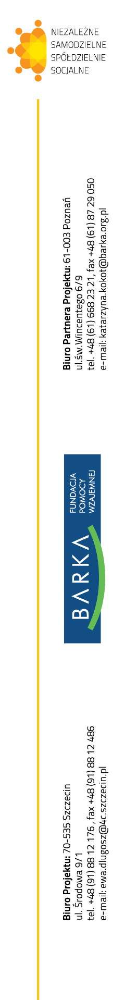 NIEZALEŻNE
SAMODZIELNE
SPÓŁDZIELNIE
SOCJALNE
Biuro Partnera Projektu: 61-003 Poznań
ul.św.Wincentego 6/9
tel. +48 (61) 668 23 21, fax +48 (61) 87 29 050
e-mail: katarzyna.kokot@barka.org.pl
BARKA
FUNDACJA
POMOCY
WZAJEMNEJ
Biuro Projektu: 70-535 Szczecin
ul. Środowa 9/1
tel. +48 (91) 88 12 176 , fax +48 (91) 88 12 486
e-mail: ewa.dlugosz@4c.szczecin.pl